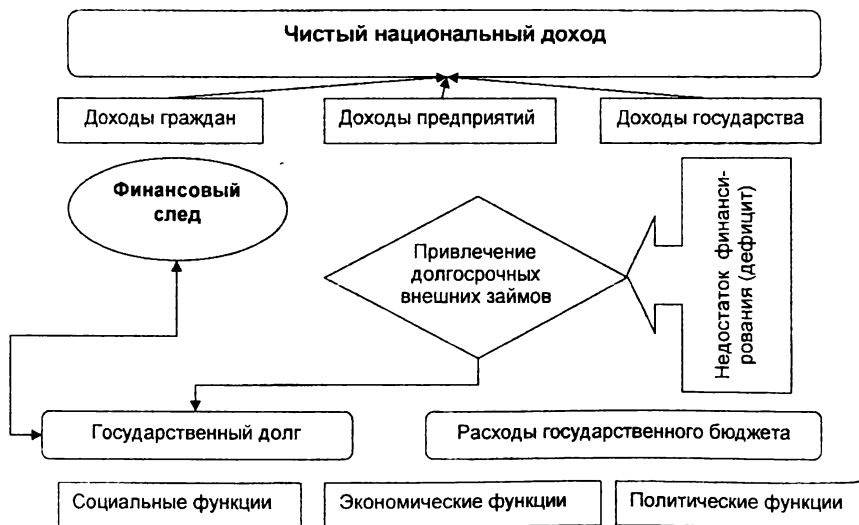 Чистый национальный доход
Доходы граждан
Доходы предприятий
Доходы государства
Финансовый
след
Привлечение
долгосрочных
внешних займов
Недостаток финанси-
рования (дефицит)
Государственный долг
Расходы государственного бюджета
Социальные функции
Экономические функции
Политические функции